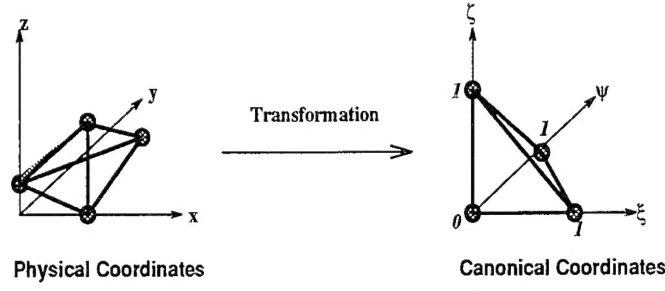 z
ζ
y
ψ
1
1
Transformation
x
0
1
ξ
Physical Coordinates
Canonical Coordinates